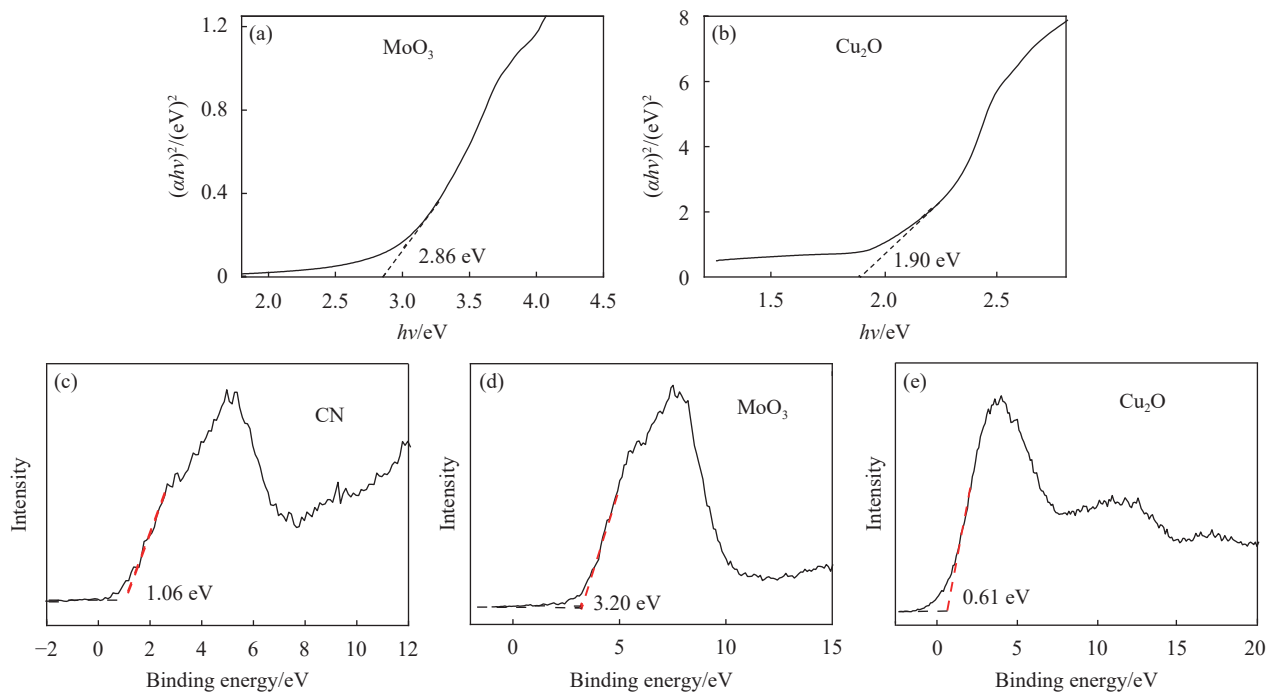 (a)
MoO₃
2.86 eV
(αhν)²/(eV)²
1.2
0.8
0.4
0
2.0 2.5 3.0 3.5 4.0 4.5
hν/eV
(b)
Cu₂O
1.90 eV
(αhν)²/(eV)²
8
6
4
2
0
1.5 2.0 2.5
hν/eV
(c)
CN
1.06 eV
Intensity
−2 0 2 4 6 8 10 12
Binding energy/eV
(d)
MoO₃
3.20 eV
Intensity
0 5 10 15
Binding energy/eV
(e)
Cu₂O
0.61 eV
Intensity
0 5 10 15 20
Binding energy/eV